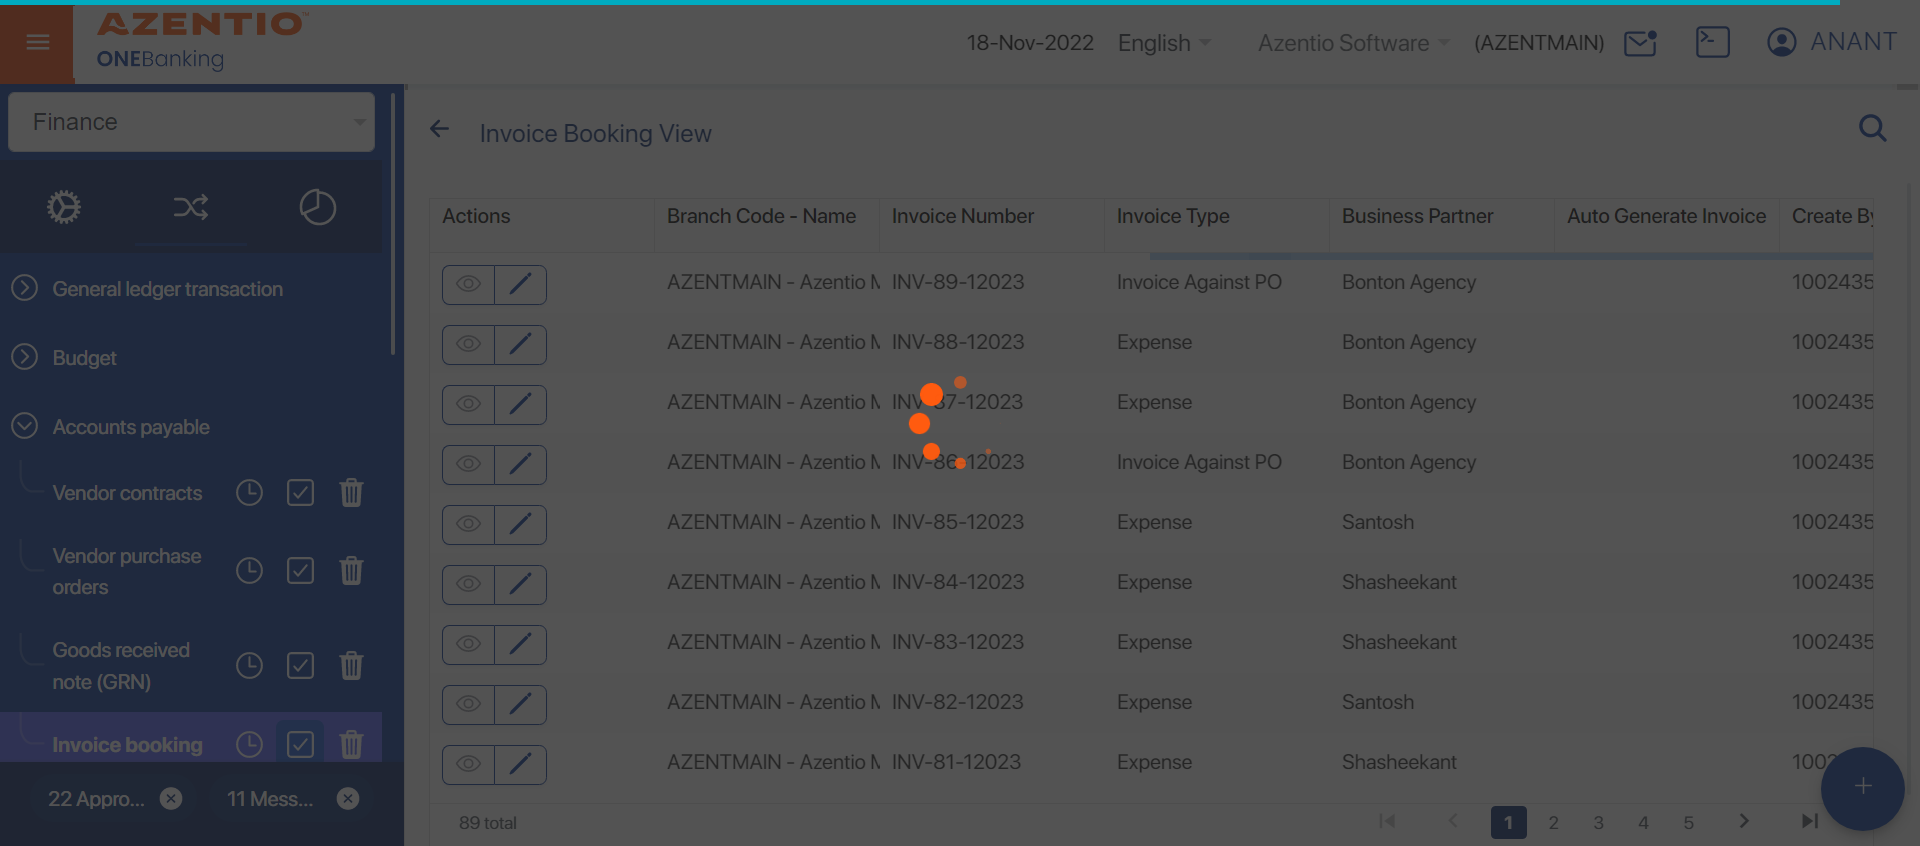 AZENTIO™
ONEBanking
18-Nov-2022
English
Azentio Software
(AZENTMAIN)
ANANT
Finance
General ledger transaction
Budget
Accounts payable
Vendor contracts
Vendor purchase
orders
Goods received
note (GRN)
Invoice booking
22 Appro...
11 Mess...
Invoice Booking View
Actions Branch Code - Name Invoice Number Invoice Type Business Partner Auto Generate Invoice Create By
AZENTMAIN - Azentio INV-89-12023 Invoice Against PO Bonton Agency 1002435
AZENTMAIN - Azentio INV-88-12023 Expense Bonton Agency 1002435
AZENTMAIN - Azentio INV-87-12023 Expense Bonton Agency 1002435
AZENTMAIN - Azentio INV-86-12023 Invoice Against PO Bonton Agency 1002435
AZENTMAIN - Azentio INV-85-12023 Expense Santosh 1002435
AZENTMAIN - Azentio INV-84-12023 Expense Shasheekant 1002435
AZENTMAIN - Azentio INV-83-12023 Expense Shasheekant 1002435
AZENTMAIN - Azentio INV-82-12023 Expense Santosh 1002435
AZENTMAIN - Azentio INV-81-12023 Expense Shasheekant
89 total
1 2 3 4 5